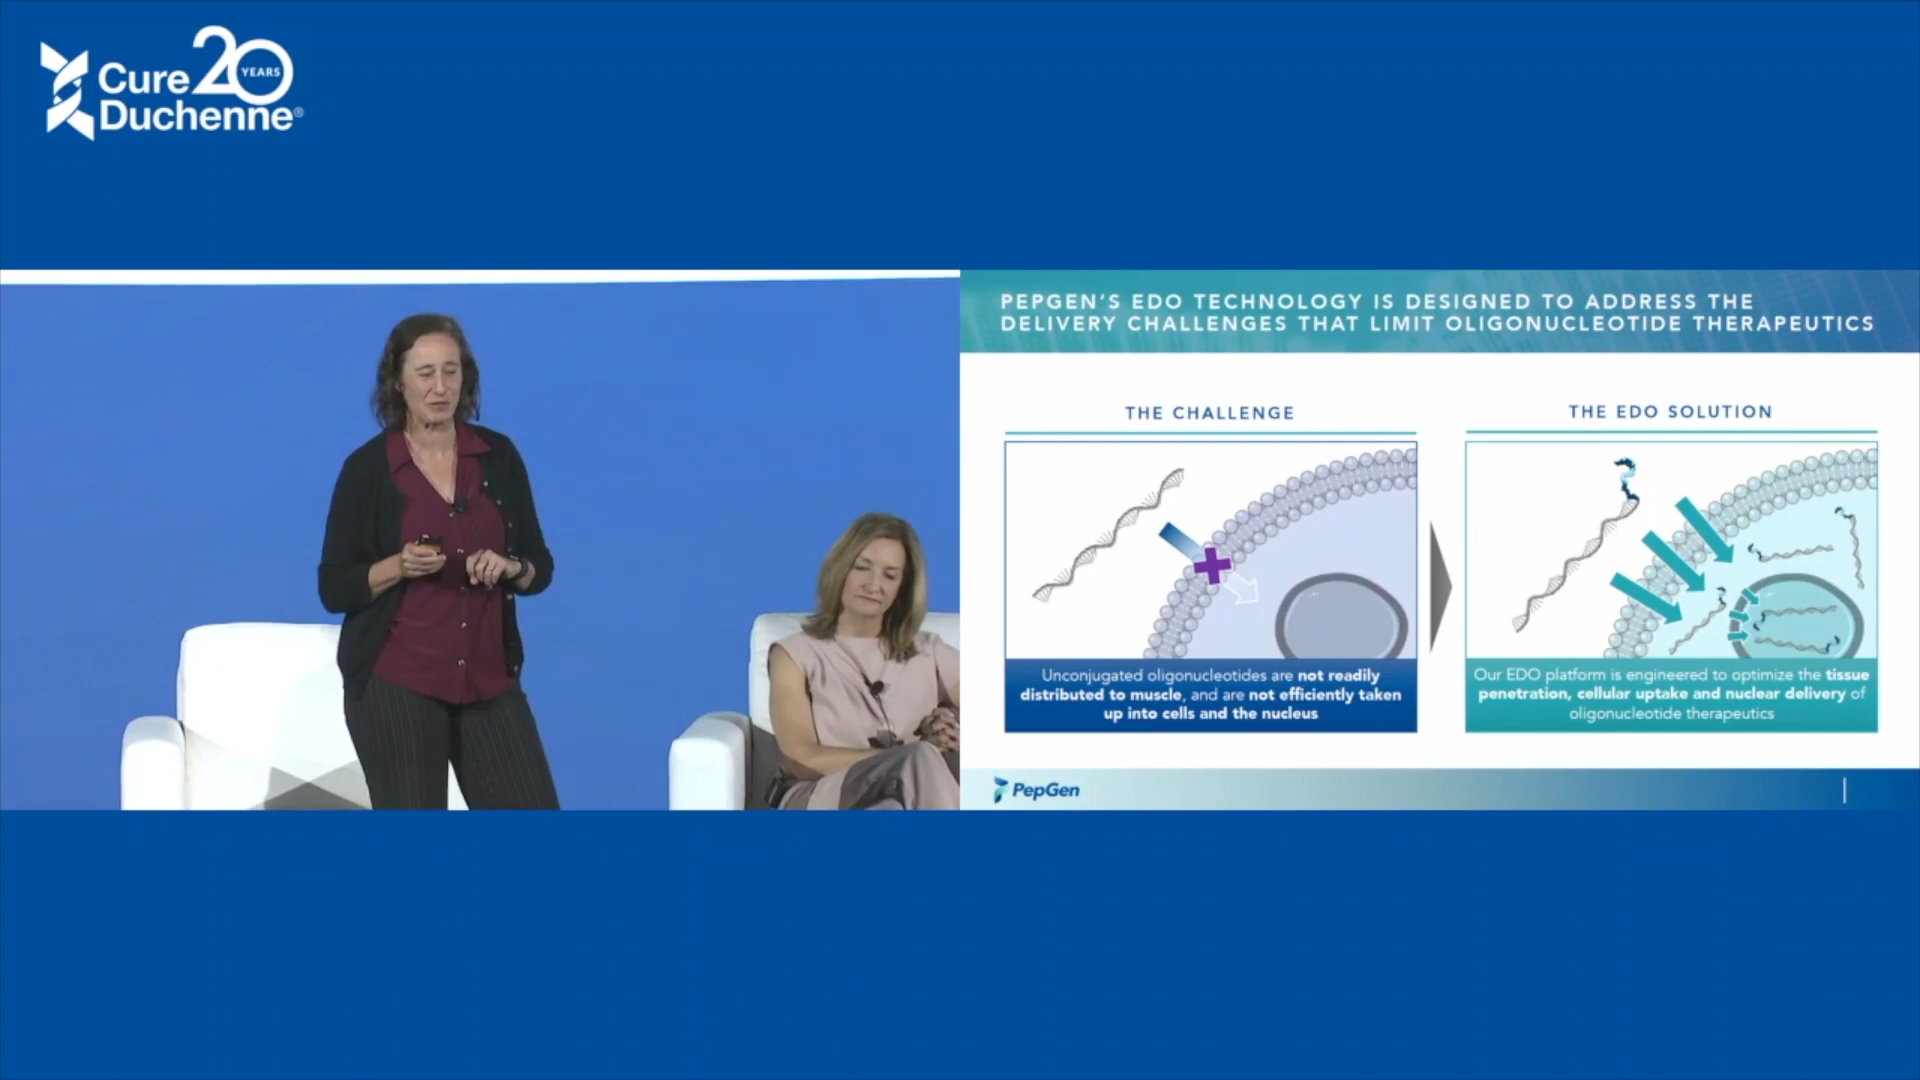 Cure 20 YEARS
Duchenne®
PEPGEN'S EDO TECHNOLOGY IS DESIGNED TO ADDRESS THE
DELIVERY CHALLENGES THAT LIMIT OLIGONUCLEOTIDE THERAPEUTICS
THE CHALLENGE
Unconjugated oligonucleotides are not readily
distributed to muscle, and are not efficiently taken
up into cells and the nucleus
THE EDO SOLUTION
Our EDO platform is engineered to optimize the tissue
penetration, cellular uptake and nuclear delivery of
oligonucleotide therapeutics
PepGen